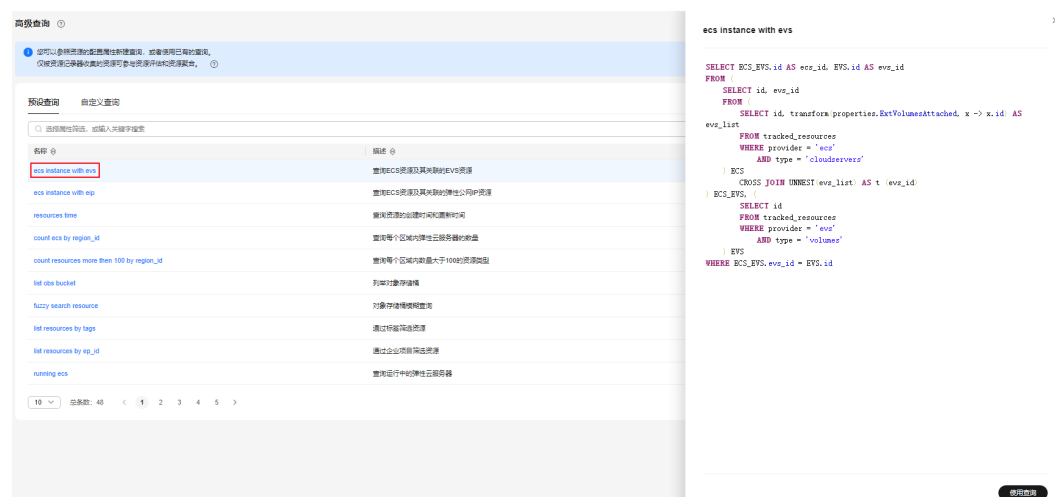 高级查询
您可以参照资源的配置属性新建查询，或者使用已有的查询。
仅被资源记录器收集的资源可参与资源评估和资源聚合。
预设查询 自定义查询
选择属性筛选，或输入关键字搜索
名称 描述
ecs instance with evs 查询ECS资源及其关联的EVS资源
ecs instance with eip 查询ECS资源及其关联的弹性公网IP资源
resources time 查询资源的创建时间和更新时间
count ecs by region_id 查询每个区域内弹性云服务器的数量
count resources more then 100 by region_id 查询每个区域内数量大于100的资源类型
list obs bucket 列举对象存储桶
fuzzy search resource 对象存储桶模糊查询
list resources by tags 通过标签筛选资源
list resources by ep_id 通过企业项目筛选资源
running ecs 查询运行中的弹性云服务器
10 总条数：48 < 1 2 3 4 5 >
ecs instance with evs
SELECT ECS_EVS.id AS ecs_id, EVS.id AS evs_id
FROM (
SELECT id, evs_id
FROM (
SELECT id, transform(properties.ExtVolumesAttached, x -> x.id) AS
evs_list
FROM tracked_resources
WHERE provider = 'ecs'
AND type = 'cloudservers'
) ECS
CROSS JOIN UNNEST(evs_list) AS t (evs_id)
) ECS_EVS, (
SELECT id
FROM tracked_resources
WHERE provider = 'evs'
AND type = 'volumes'
) EVS
WHERE ECS_EVS.evs_id = EVS.id
使用查询